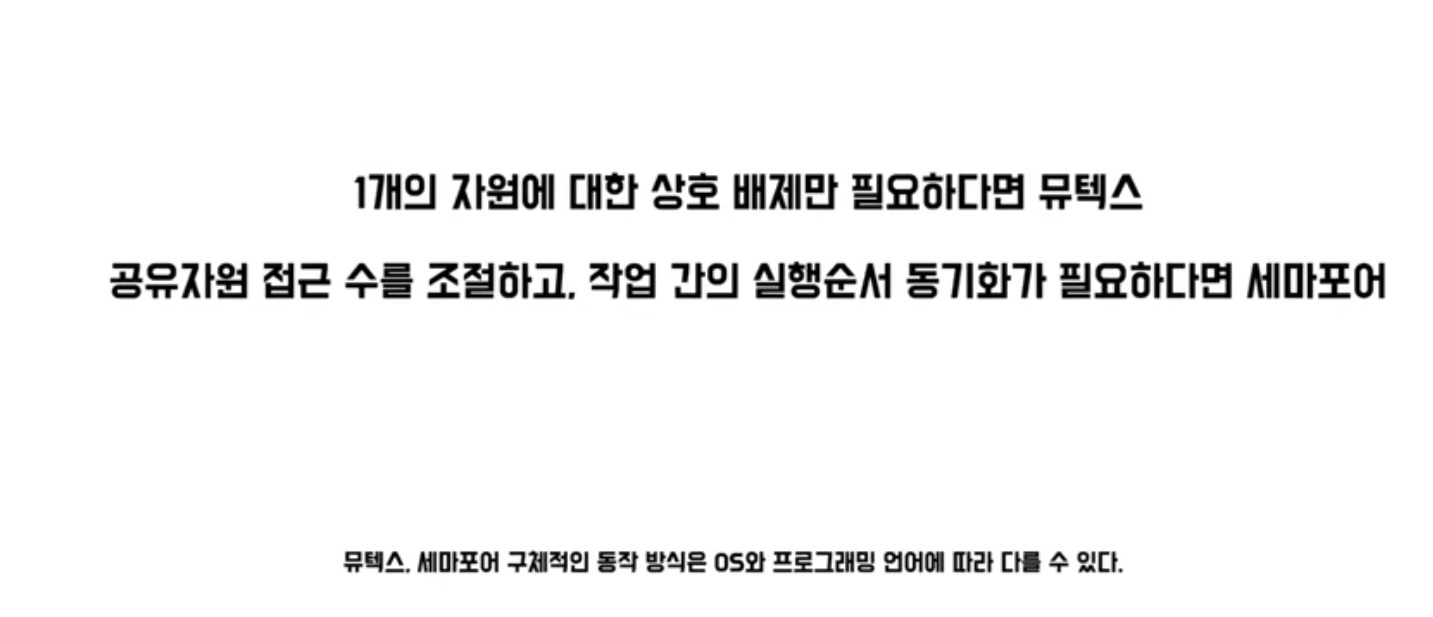 1개의 자원에 대한 상호 배제만 필요하다면 뮤텍스
공유자원 접근 수를 조절하고, 작업 간의 실행순서 동기화가 필요하다면 세마포어
뮤텍스, 세마포어 구체적인 동작 방식은 OS와 프로그래밍 언어에 따라 다를 수 있다.